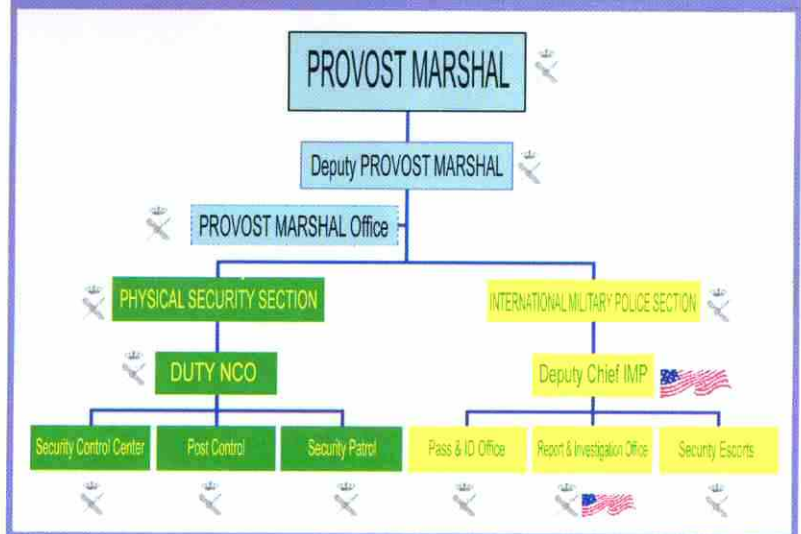 PROVOST MARSHAL
Deputy PROVOST MARSHAL
PROVOST MARSHAL Office
PHYSICAL SECURITY SECTION
INTERNATIONAL MILITARY POLICE SECTION
DUTY NCO
Deputy Chief IMP
Security Control Center
Post Control
Security Patrol
Pass & ID Office
Report & Investigation Office
Security Escorts